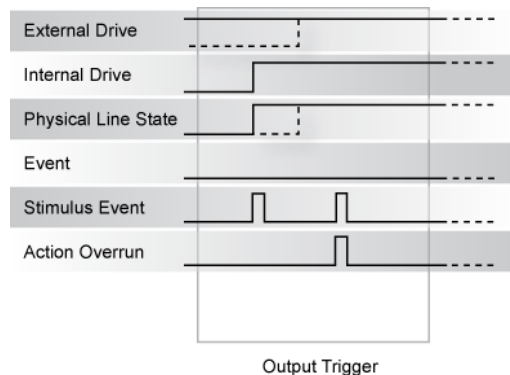 External Drive
Internal Drive
Physical Line State
Event
Stimulus Event
Action Overrun
Output Trigger